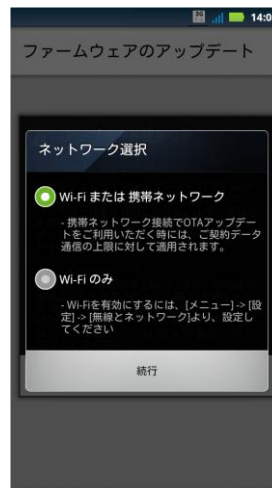 14:0
ファームウェアのアップデート
ネットワーク選択
Wi-Fi または 携帯ネットワーク
- 携帯ネットワーク接続でOTAアップデー
トをご利用いただく時には、ご契約データ
通信の上限に対して適用されます。
Wi-Fi のみ
- Wi-Fiを有効にするには、[メニュー] -> [設
定] -> [無線とネットワーク]より、設定し
てください
続行